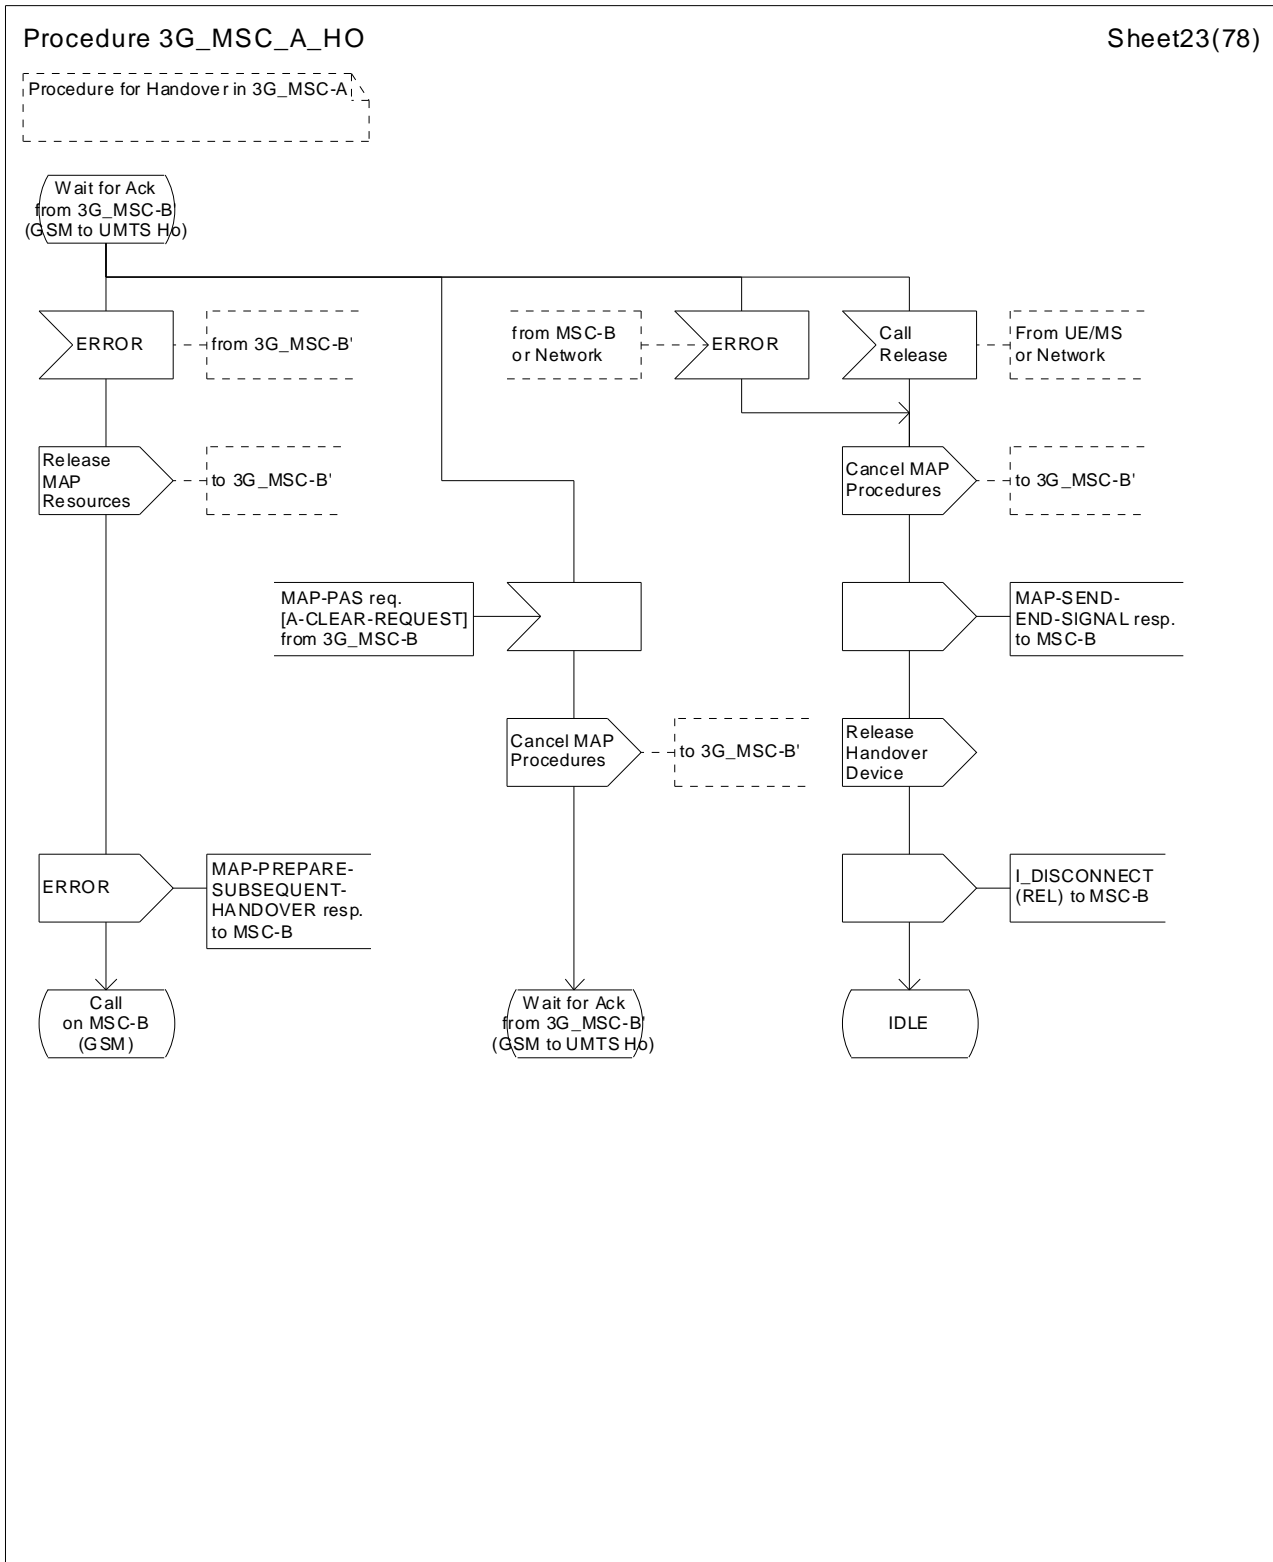 Procedure 3G_MSC_A_HO
Sheet23(78)
Procedure for Handover in 3G_MSC-A
Wait for Ack
from 3G_MSC-B'
(GSM to UMTS Ho)
ERROR
from 3G_MSC-B'
from MSC-B
or Network
ERROR
Call
Release
From UE/MS
or Network
Release
MAP
Resources
to 3G_MSC-B'
Cancel MAP
Procedures
to 3G_MSC-B'
MAP-PAS req.
[A-CLEAR-REQUEST]
from 3G_MSC-B
MAP-SEND-
END-SIGNAL resp.
to MSC-B
Cancel MAP
Procedures
to 3G_MSC-B'
Release
Handover
Device
ERROR
MAP-PREPARE-
SUBSEQUENT-
HANDOVER resp.
to MSC-B
I_DISCONNECT
(REL) to MSC-B
Call
on MSC-B
(GSM)
Wait for Ack
from 3G_MSC-B'
(GSM to UMTS Ho)
IDLE